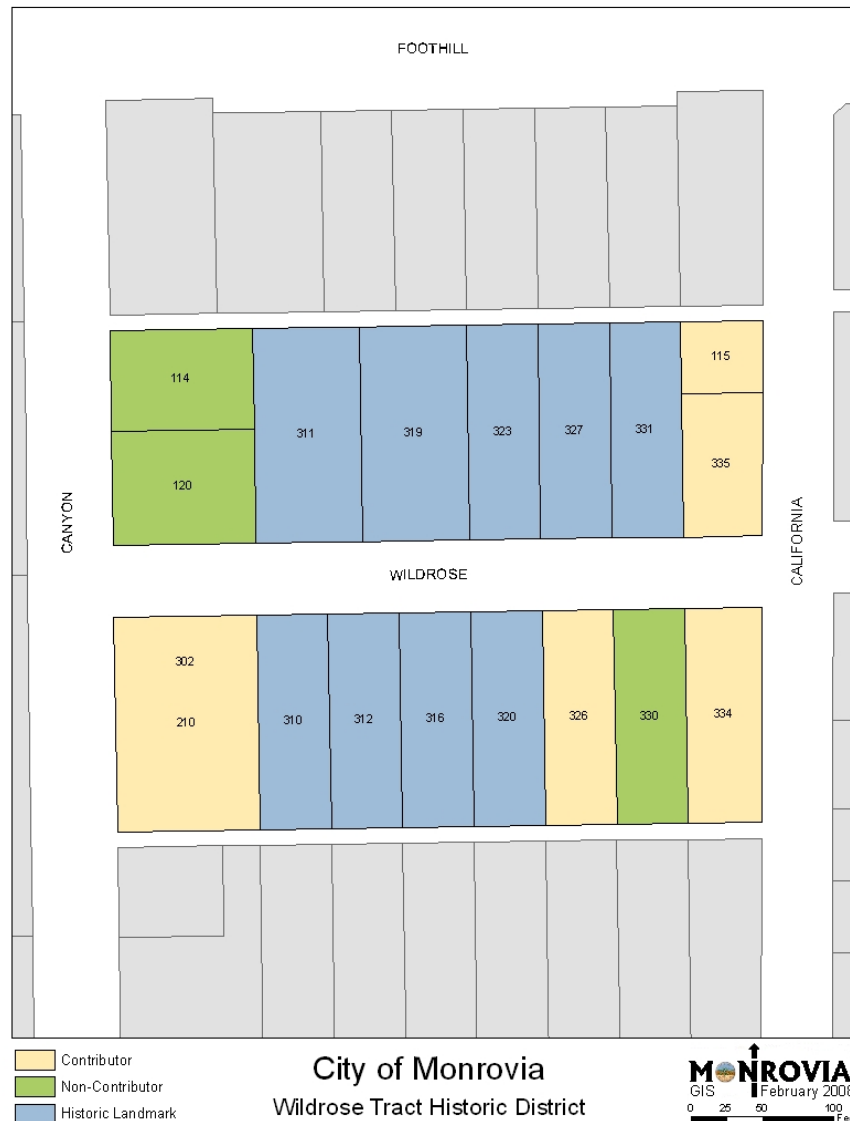 FOOTHILL
114
311
319
323
327
331
115
335
120
CANYON
CALIFORNIA
WILDROSE
302
210
310
312
316
320
326
330
334
Contributor
Non-Contributor
Historic Landmark
City of Monrovia
Wildrose Tract Historic District
MONROVIA
GIS February 2008
0 25 50 100